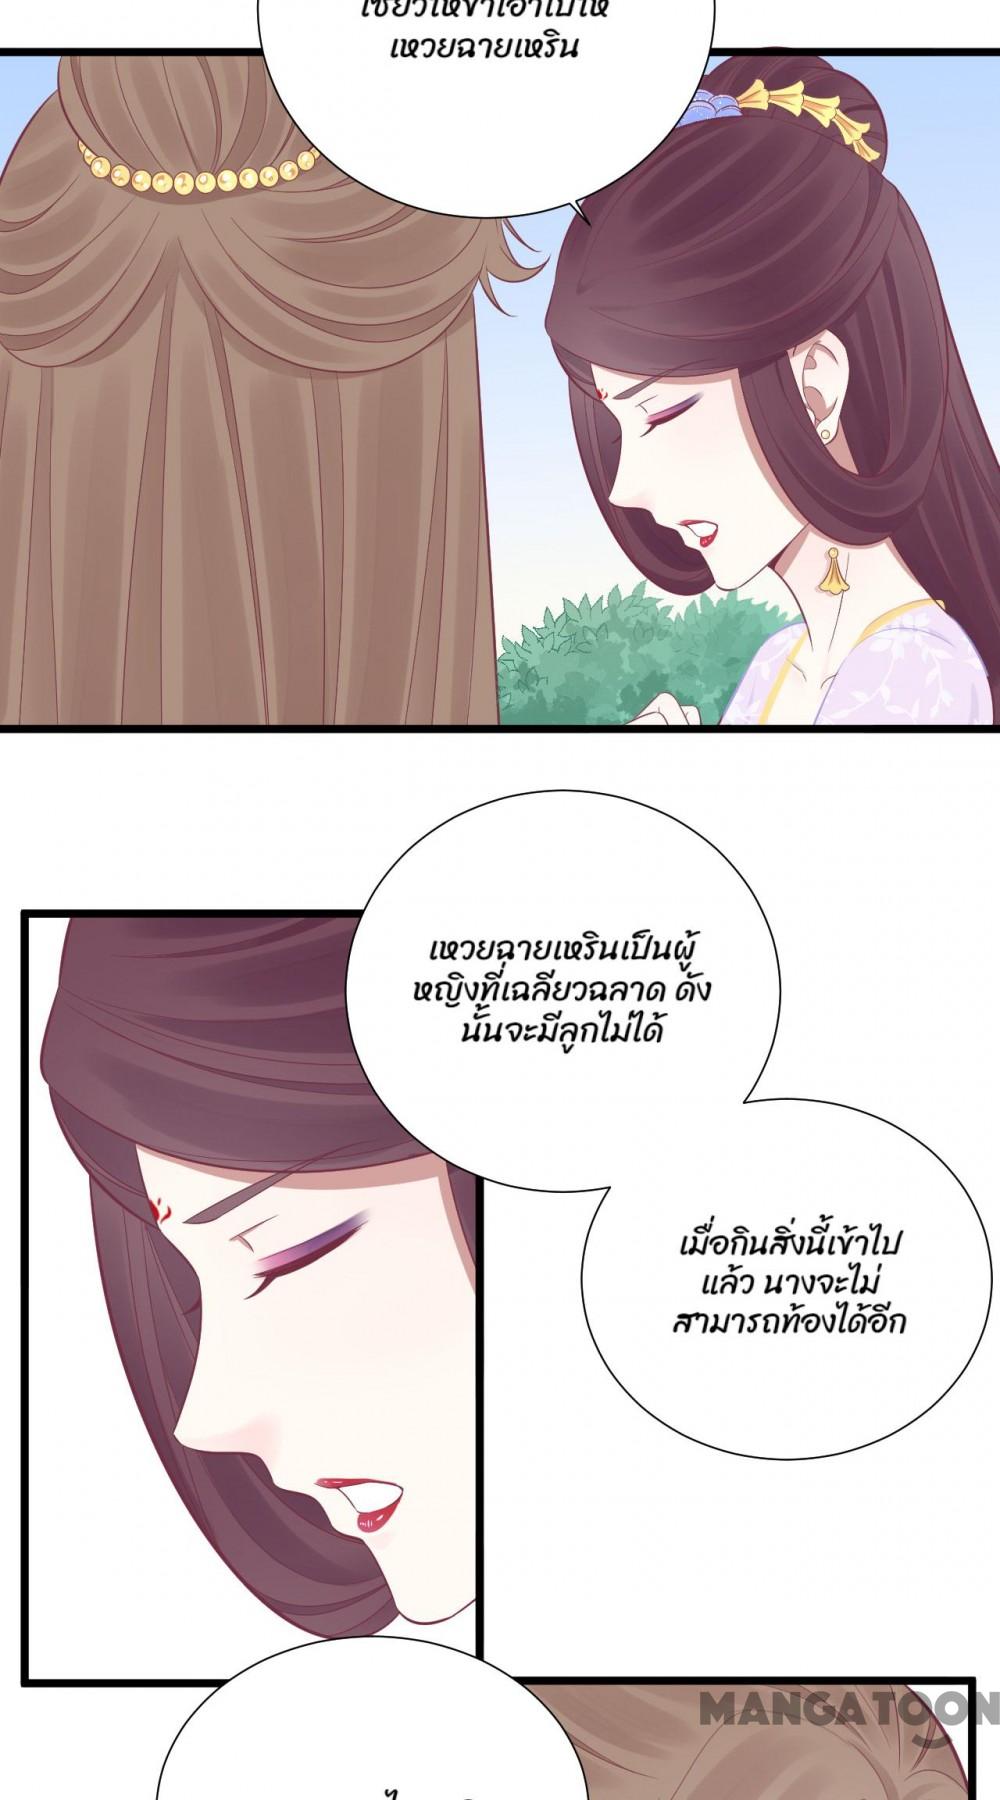 เหวยฉายเหริน
เหวยฉายเหรินเป็นผู้
หญิงที่เฉลียวฉลาด ดัง
นั้นจะมีลูกไม่ได้
เมื่อกินสิ่งนี้เข้าไป
แล้ว นางจะไม่
สามารถท้องได้อีก
MANGATOON